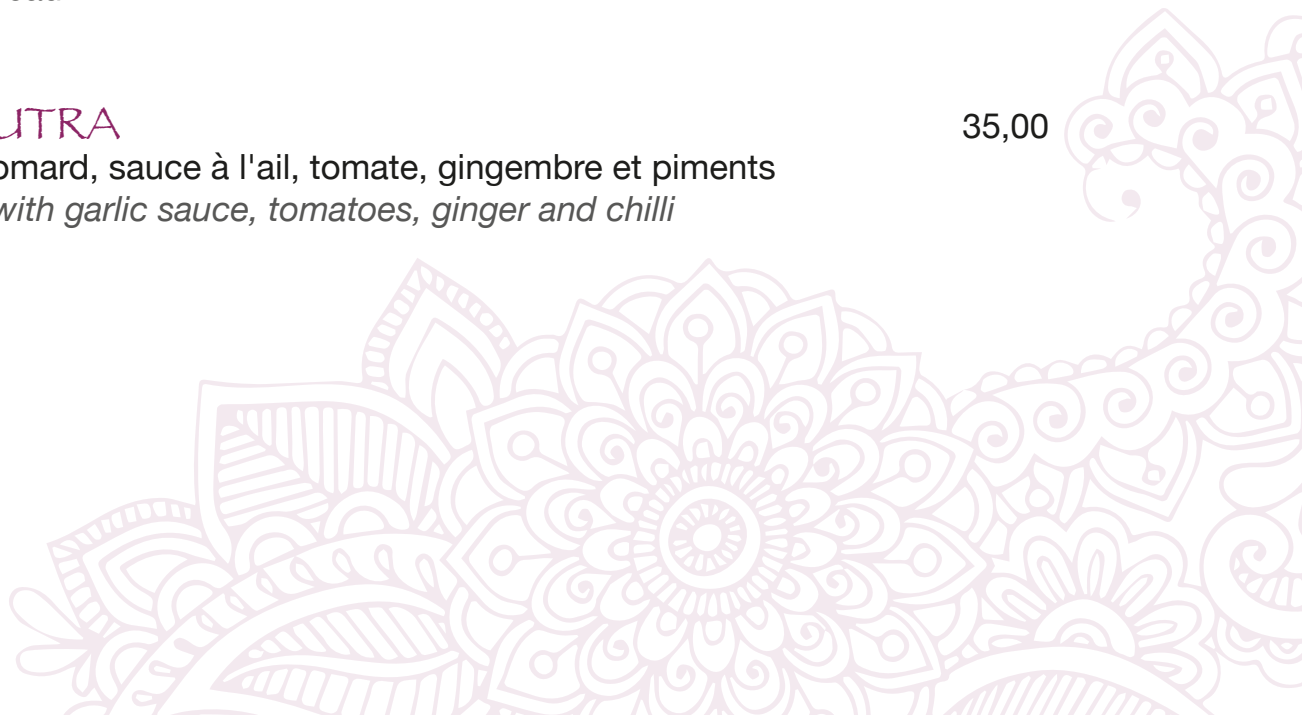 UTRA
35,00
omard, sauce à l'ail, tomate, gingembre et piments
with garlic sauce, tomatoes, ginger and chilli